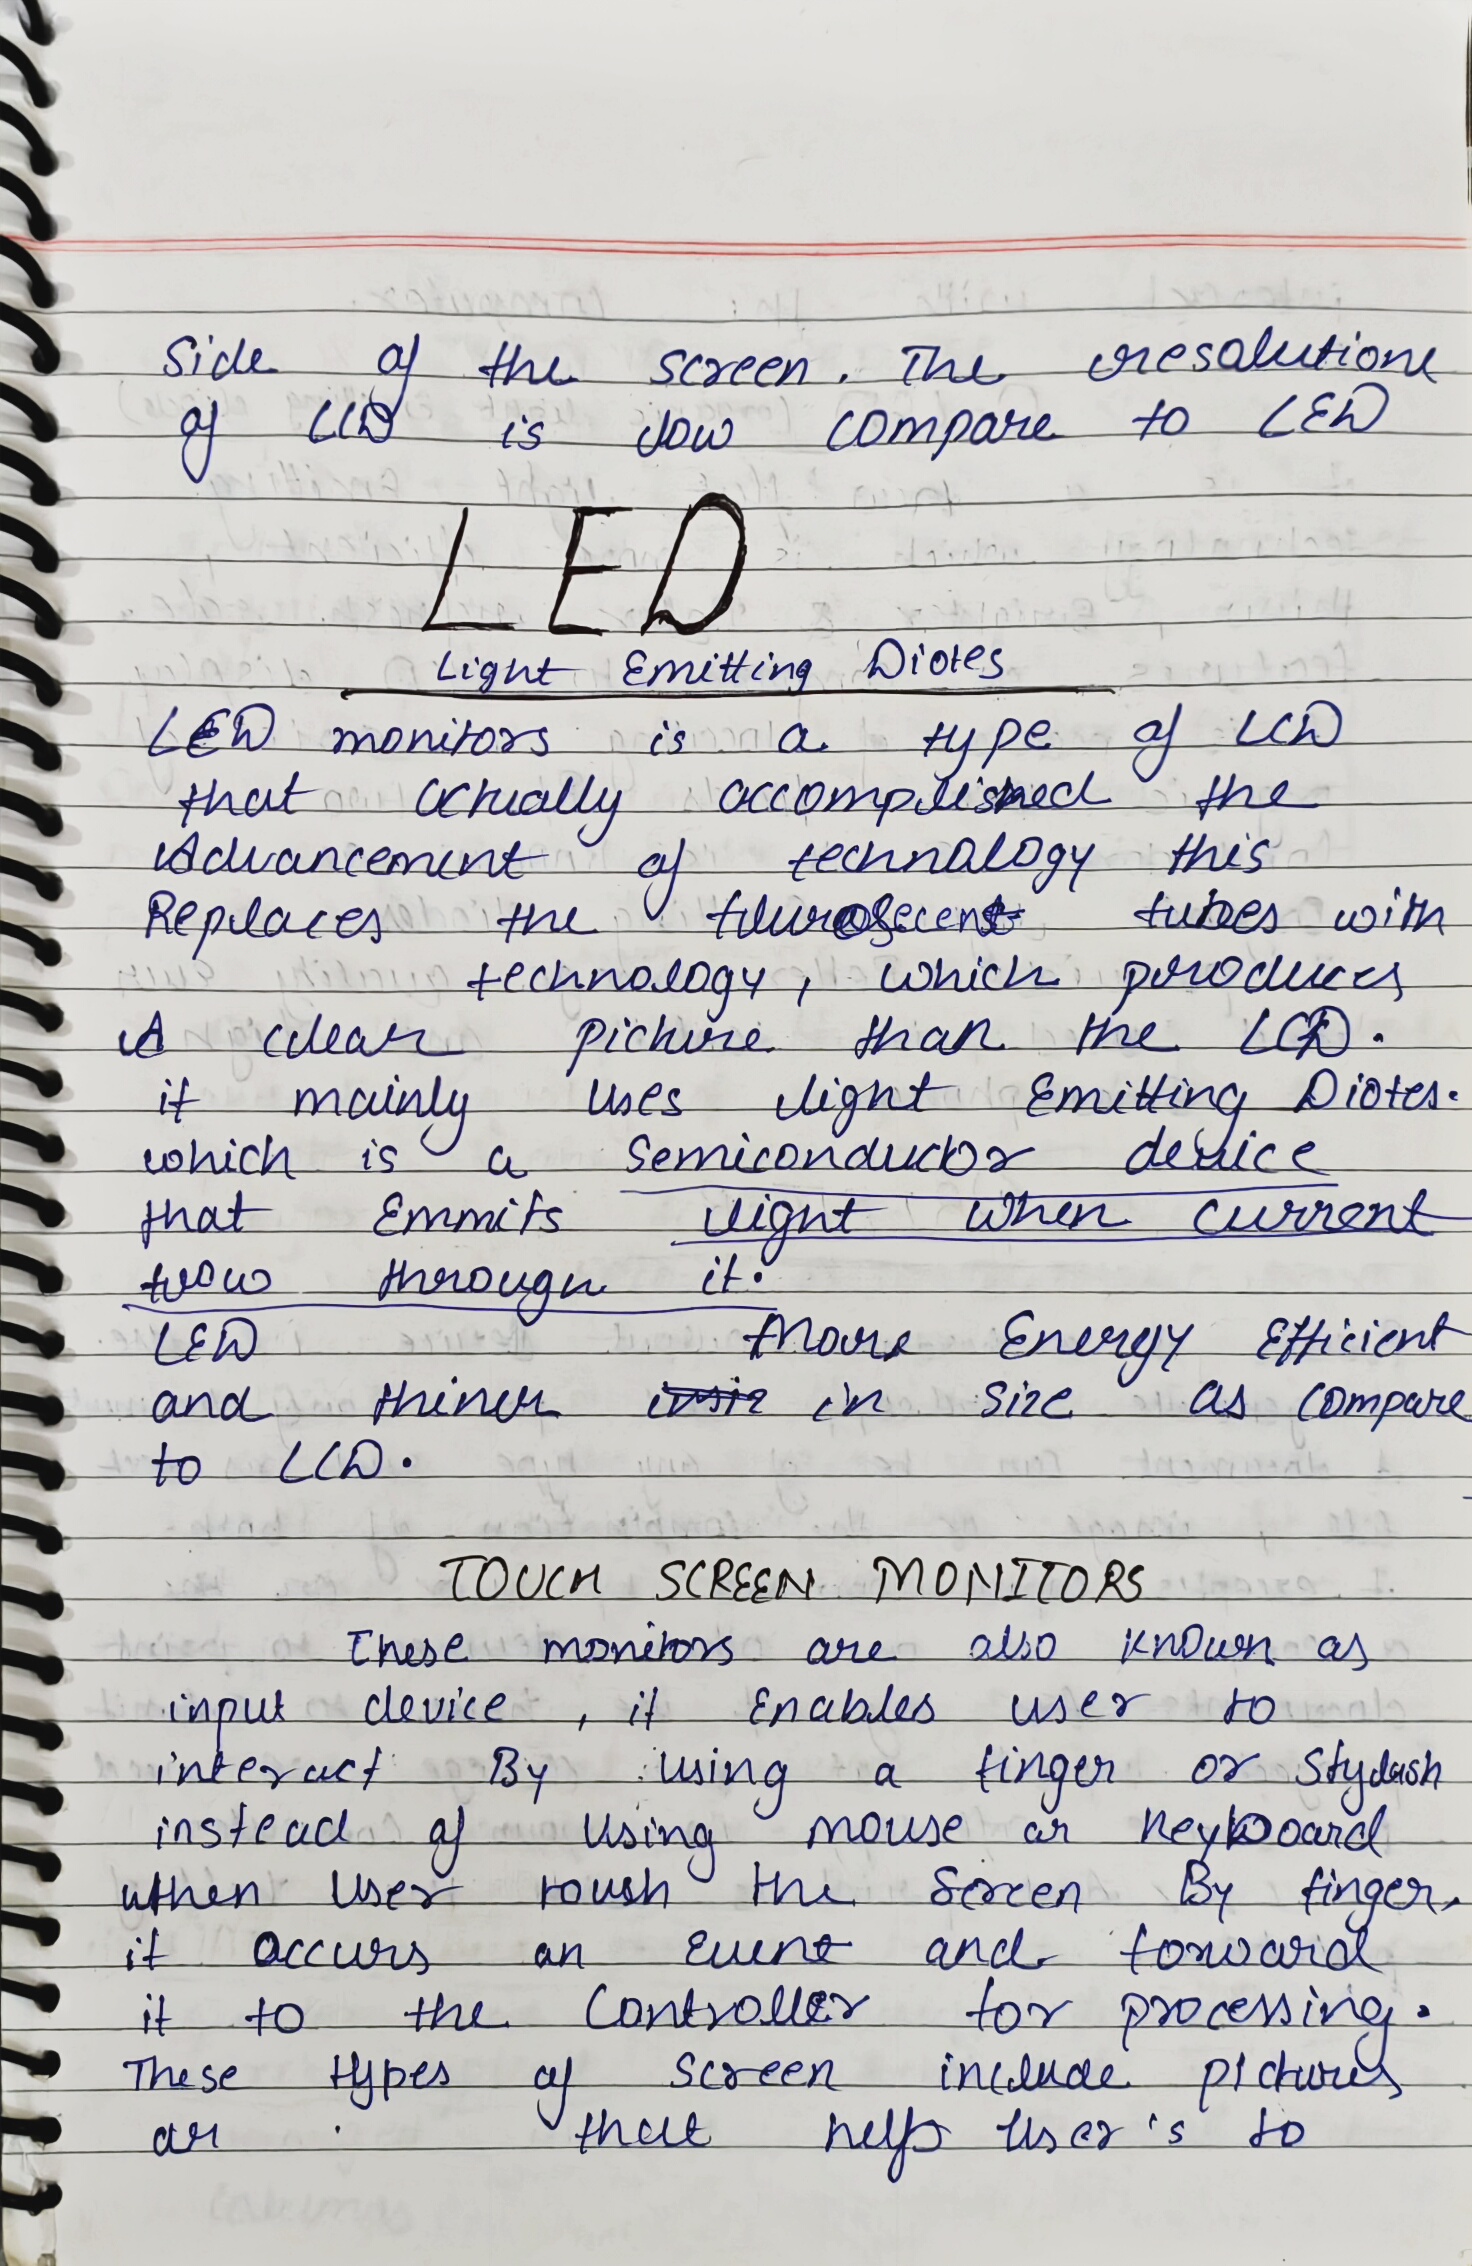 Side of the screen. The resolutione
of LCD is low compare to LED
LED
Light Emitting Diotes
LED monitors is a type of LCD
that actually accomplished the
Advancement of technology this
Replaces the tubes with
technology, which produces
A clear picture than the LCD.
it mainly uses light Emitting Diotes.
which is a Semiconductor device
that Emmits light when current
flow through it.
LED More Energy Efficient
and thiner in size as compare
to LCD.
TOUCH SCREEN MONITORS
These monitors are also known as
input device, it Enables user to
interact By using a finger or Stylash
instead of using mouse or Keyboard
when User toush the Screen By finger,
it occurs an Event and forward
it to the Controller for processing.
These types of Screen include pictures
or that help User's to